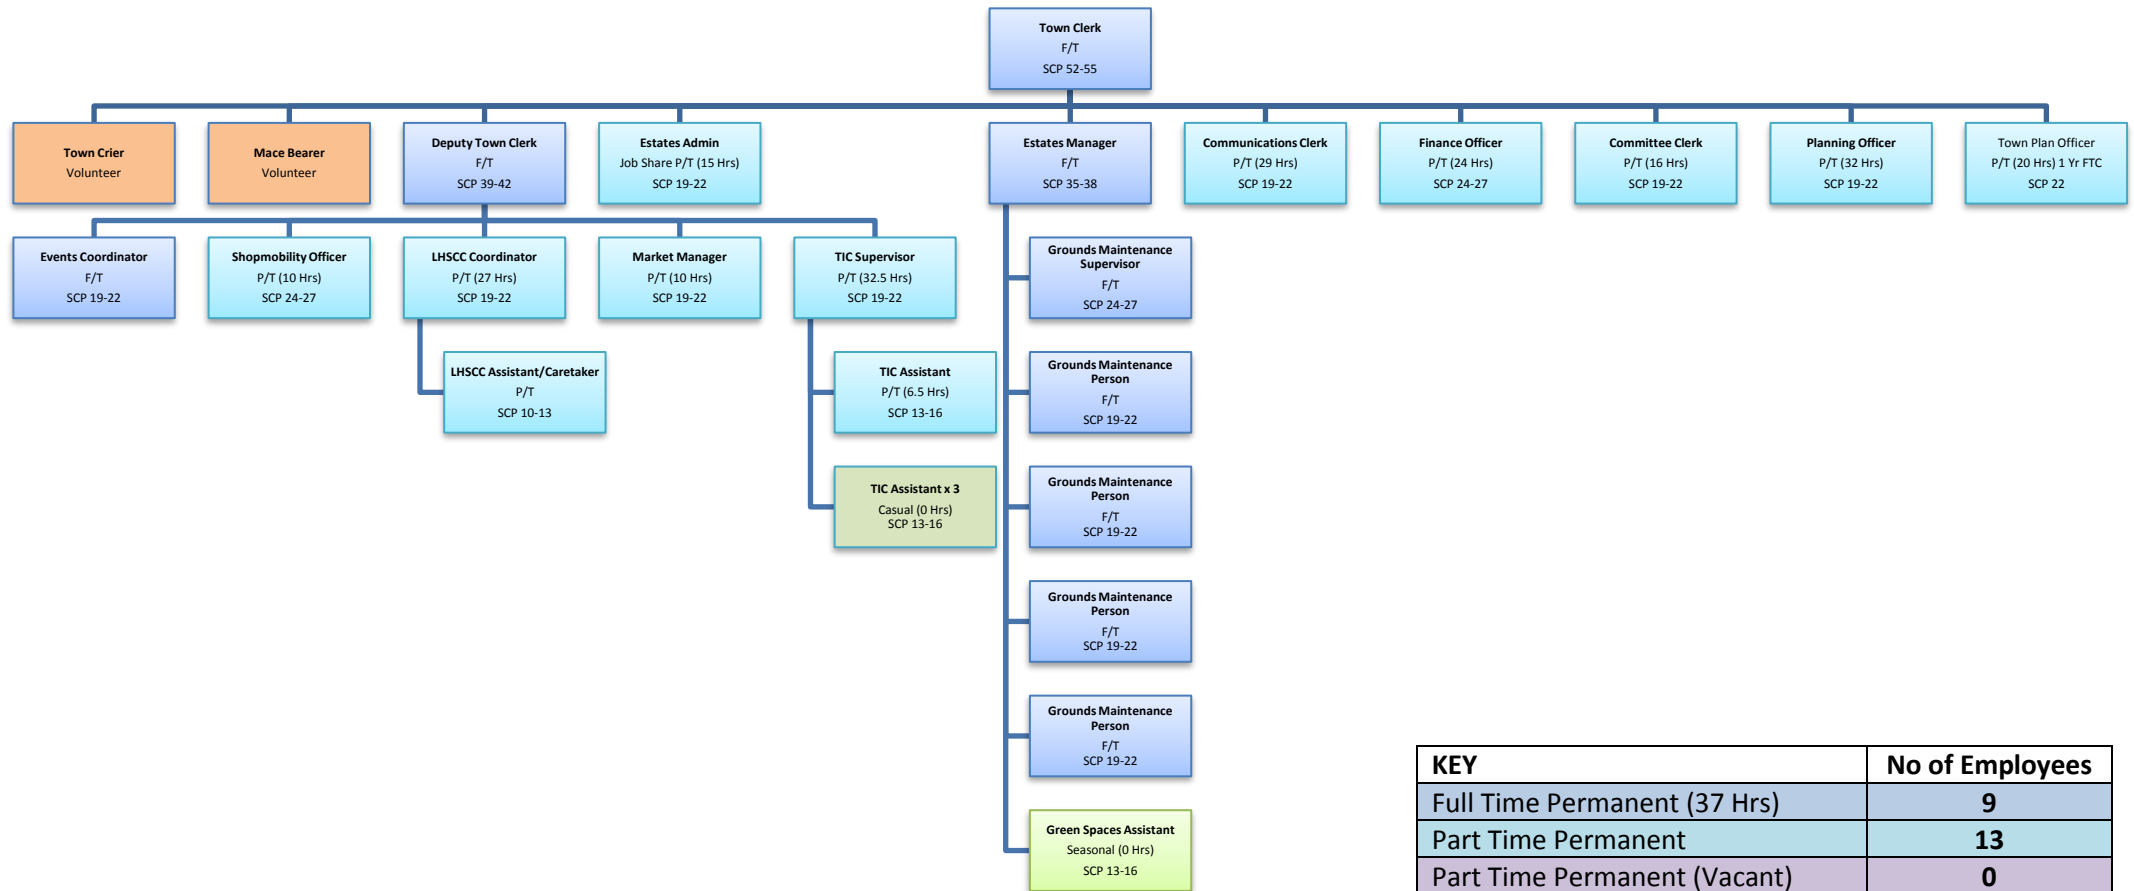 Town Clerk
F/T
SCP 52-55
Town Crier
Volunteer
Mace Bearer
Volunteer
Deputy Town Clerk
F/T
SCP 39-42
Estates Admin
Job Share P/T (15 Hrs)
SCP 19-22
Estates Manager
F/T
SCP 35-38
Communications Clerk
P/T (29 Hrs)
SCP 19-22
Finance Officer
P/T (24 Hrs)
SCP 24-27
Committee Clerk
P/T (16 Hrs)
SCP 19-22
Planning Officer
P/T (32 Hrs)
SCP 19-22
Town Plan Officer
P/T (20 Hrs) 1 Yr FTC
SCP 22
Events Coordinator
F/T
SCP 19-22
Shopmobility Officer
P/T (10 Hrs)
SCP 24-27
LHSCC Coordinator
P/T (27 Hrs)
SCP 19-22
Market Manager
P/T (10 Hrs)
SCP 19-22
TIC Supervisor
P/T (32.5 Hrs)
SCP 19-22
Grounds Maintenance
Supervisor
F/T
SCP 24-27
LHSCC Assistant/Caretaker
P/T
SCP 10-13
TIC Assistant
P/T (6.5 Hrs)
SCP 13-16
Grounds Maintenance
Person
F/T
SCP 19-22
TIC Assistant x 3
Casual (0 Hrs)
SCP 13-16
Grounds Maintenance
Person
F/T
SCP 19-22
Grounds Maintenance
Person
F/T
SCP 19-22
Grounds Maintenance
Person
F/T
SCP 19-22
Green Spaces Assistant
Seasonal (0 Hrs)
SCP 13-16
KEY No of Employees
Full Time Permanent (37 Hrs) 9
Part Time Permanent 13
Part Time Permanent (Vacant) 0